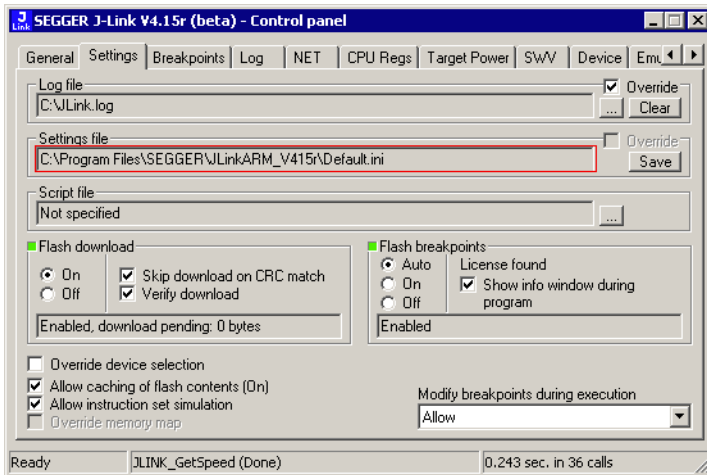 J Link SEGGER J-Link V4.15r (beta) - Control panel
General Settings Breakpoints Log NET CPU Regs Target Power SWV Device Emu
Log file Override
C:\JLink.log ... Clear
Settings file Override
C:\Program Files\SEGGER\JLinkARM_V415r\Default.ini Save
Script file
Not specified ...
Flash download
On Skip download on CRC match
Off Verify download
Enabled, download pending: 0 bytes
Flash breakpoints
Auto License found
On Show info window during
Off program
Enabled
Override device selection
Allow caching of flash contents (On)
Allow instruction set simulation
Override memory map
Modify breakpoints during execution
Allow
Ready JLINK_GetSpeed (Done) 0.243 sec. in 36 calls